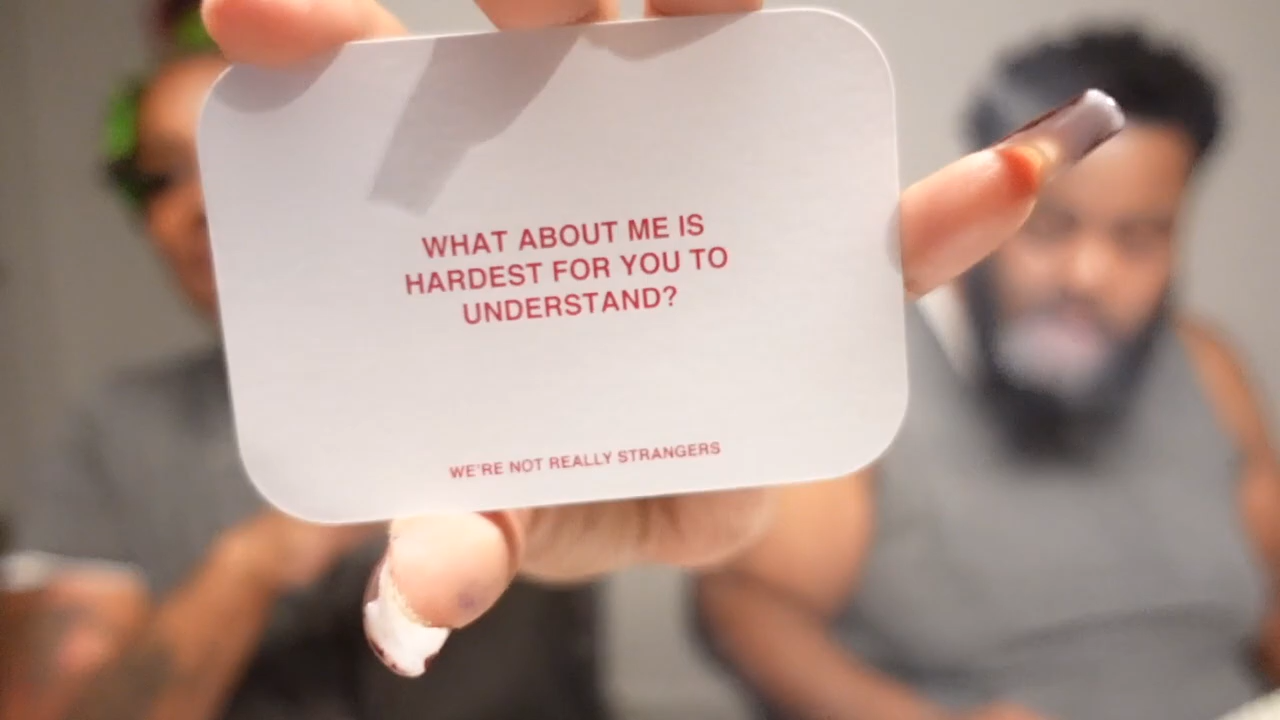 WHAT ABOUT ME IS
HARDEST FOR YOU TO
UNDERSTAND?
WE'RE NOT REALLY STRANGERS